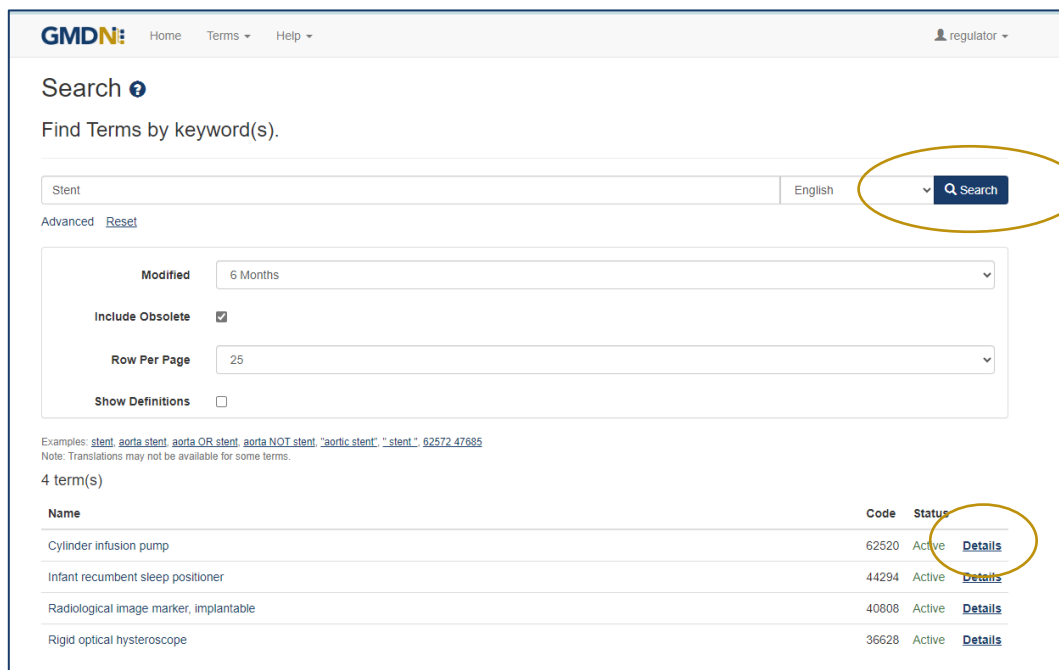 GMDN Home Terms Help regulator
Search ?
Find Terms by keyword(s).
Stent English Search
Advanced Reset
Modified 6 Months
Include Obsolete
Row Per Page 25
Show Definitions
Examples: stent, aorta stent, aorta OR stent, aorta NOT stent, "aortic stent", " stent ", 62572 47685
Note: Translations may not be available for some terms.
4 term(s)
Name Code Status
Cylinder infusion pump 62520 Active Details
Infant recumbent sleep positioner 44294 Active Details
Radiological image marker, implantable 40808 Active Details
Rigid optical hysteroscope 36628 Active Details